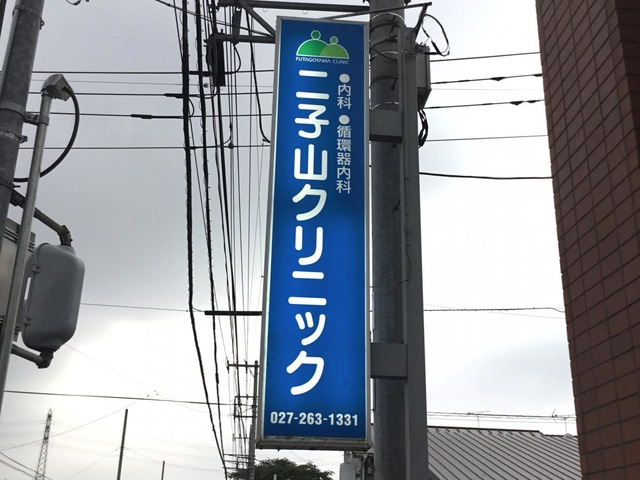 FUTAGOYAMA CLINIC
●内科●循環器内科
二子山クリニック
027-263-1331